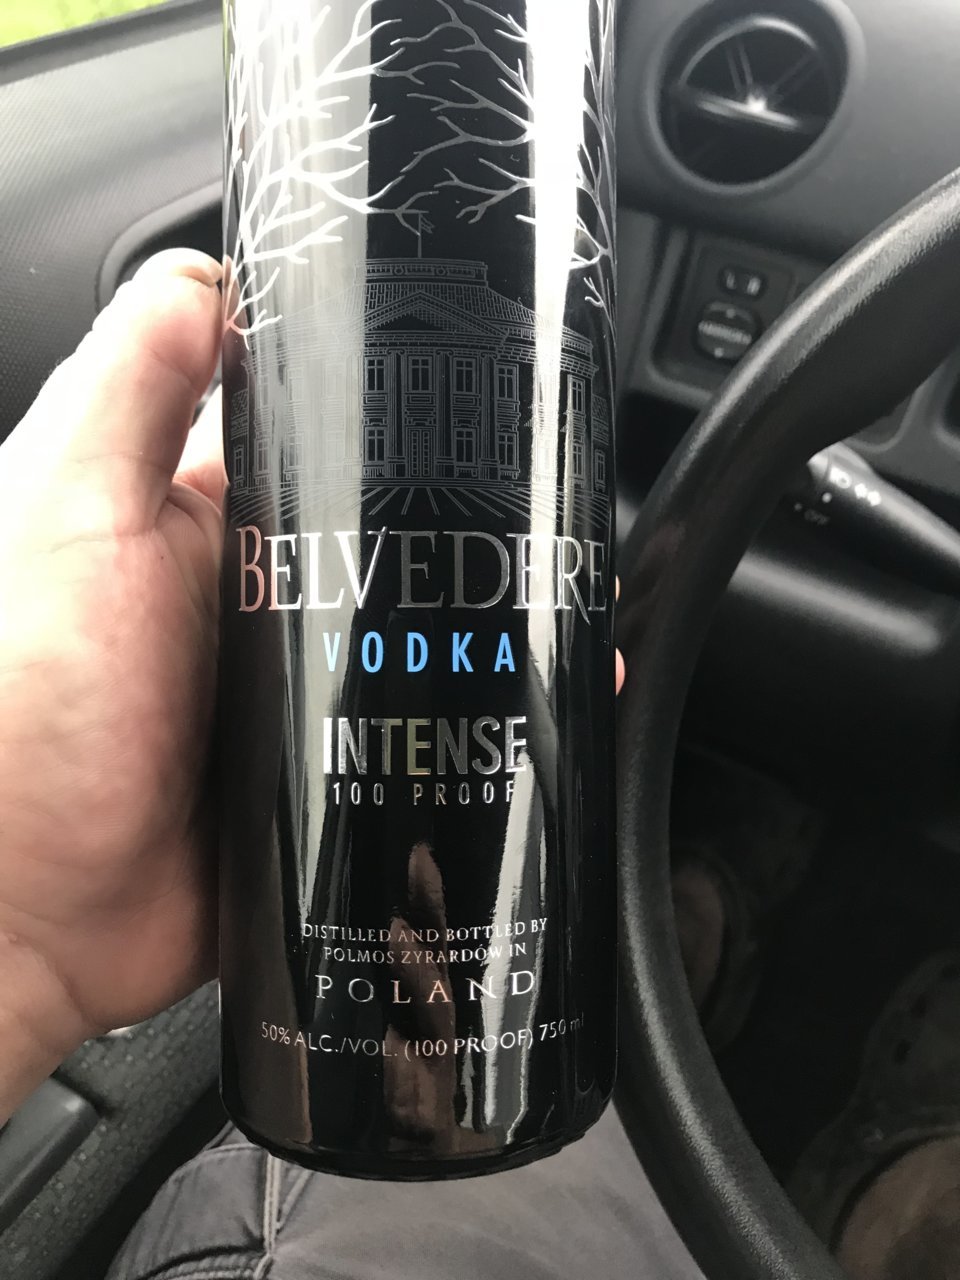 BELVEDERE
VODKA
INTENSE
100 PROOF
DISTILLED AND BOTTLED BY
POLMOS ZYRARDÓW IN
POLAND
50% ALC./VOL. (100 PROOF) 750 ml
OFF